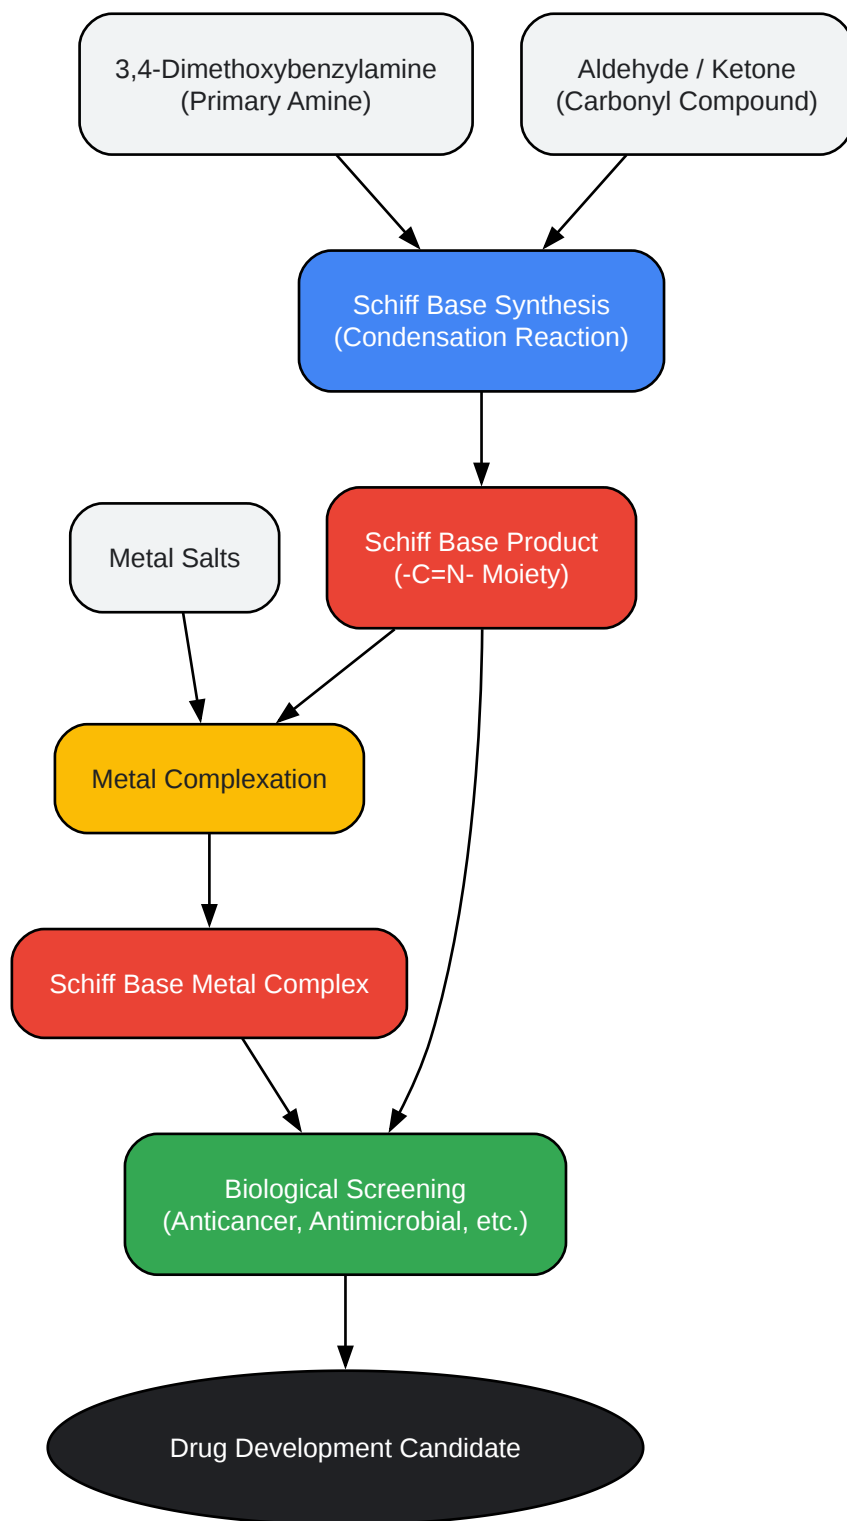 3,4-Dimethoxybenzylamine
(Primary Amine)
Aldehyde / Ketone
(Carbonyl Compound)
Schiff Base Synthesis
(Condensation Reaction)
Schiff Base Product
(-C=N- Moiety)
Metal Salts
Metal Complexation
Schiff Base Metal Complex
Biological Screening
(Anticancer, Antimicrobial, etc.)
Drug Development Candidate